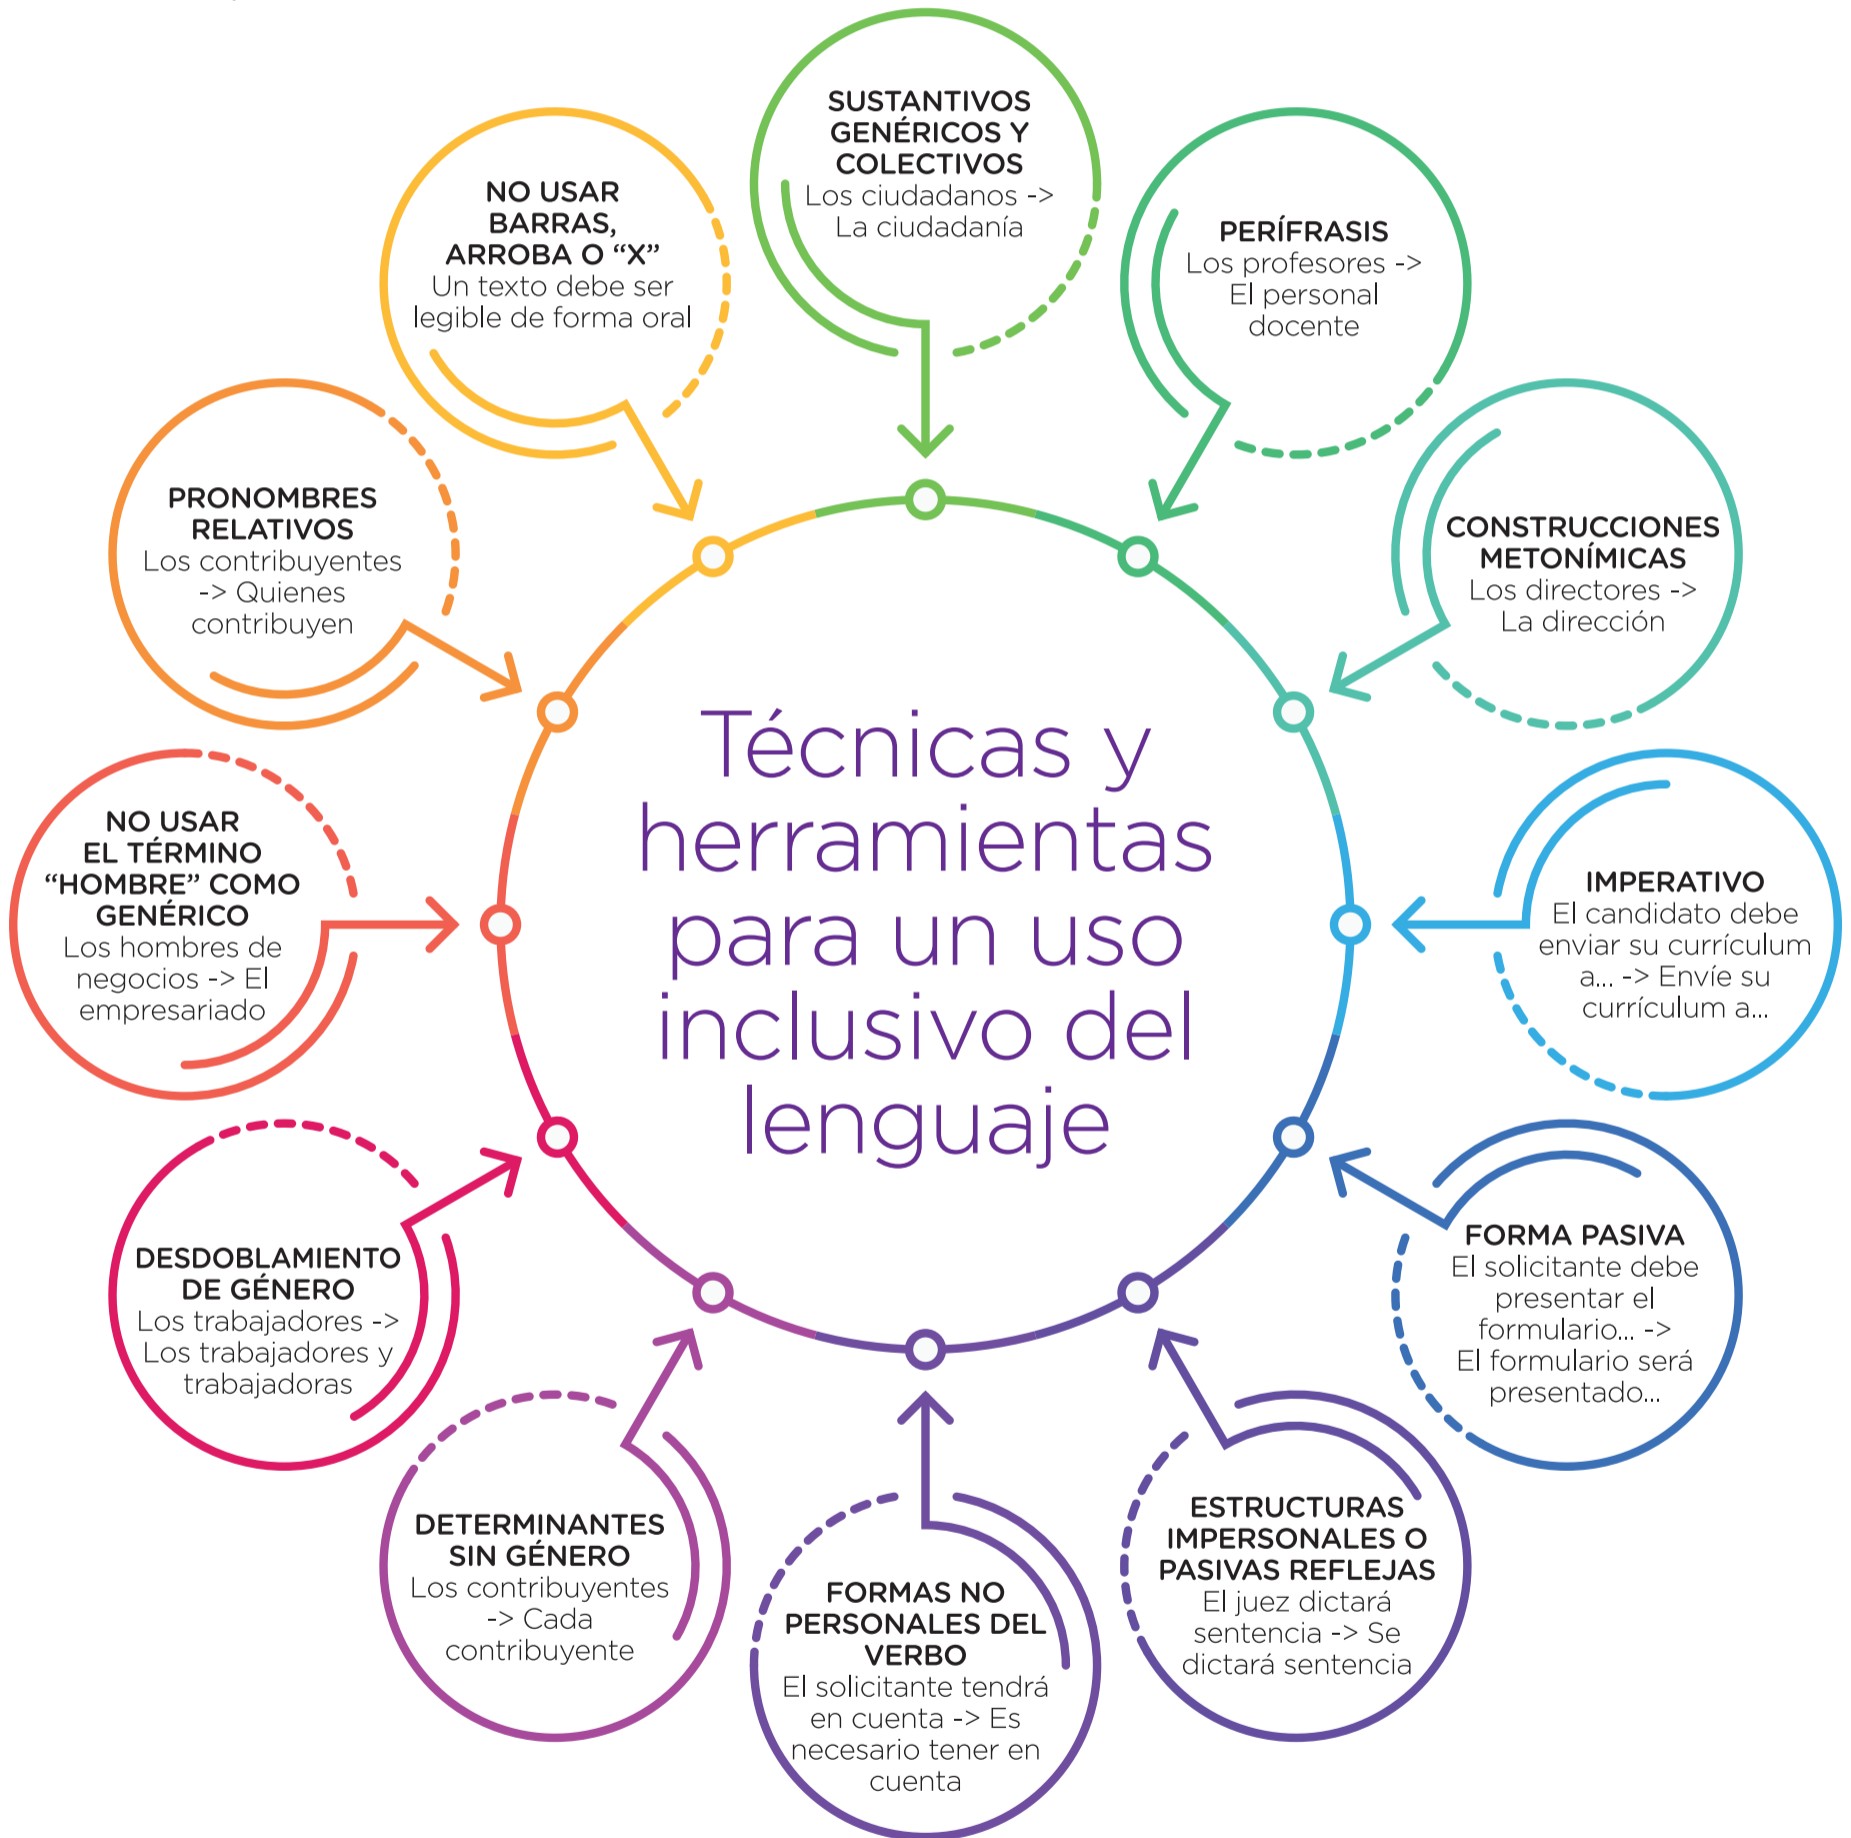 Técnicas y
herramientas
para un uso
inclusivo del
lenguaje
SUSTANTIVOS
GENÉRICOS Y
COLECTIVOS
Los ciudadanos ->
La ciudadanía
PERÍFRASIS
Los profesores ->
El personal
docente
CONSTRUCCIONES
METONÍMICAS
Los directores ->
La dirección
IMPERATIVO
El candidato debe
enviar su currículum
a... -> Envíe su
currículum a...
FORMA PASIVA
El solicitante debe
presentar el
formulario... ->
El formulario será
presentado...
ESTRUCTURAS
IMPERSONALES O
PASIVAS REFLEJAS
El juez dictará
sentencia -> Se
dictará sentencia
FORMAS NO
PERSONALES DEL
VERBO
El solicitante tendrá
en cuenta -> Es
necesario tener en
cuenta
DETERMINANTES
SIN GÉNERO
Los contribuyentes
-> Cada
contribuyente
DESDOBLAMIENTO
DE GÉNERO
Los trabajadores ->
Los trabajadores y
trabajadoras
NO USAR
EL TÉRMINO
“HOMBRE” COMO
GENÉRICO
Los hombres de
negocios -> El
empresariado
PRONOMBRES
RELATIVOS
Los contribuyentes
-> Quienes
contribuyen
NO USAR
BARRAS,
ARROBA O “X”
Un texto debe ser
legible de forma oral